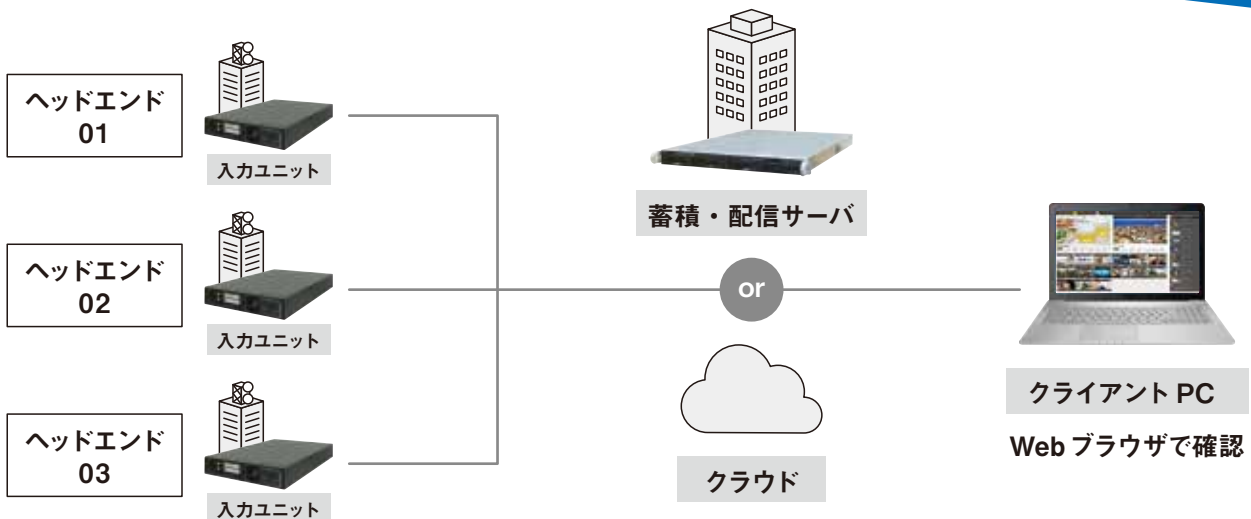 ヘッドエンド
01
入力ユニット
ヘッドエンド
02
入力ユニット
ヘッドエンド
03
入力ユニット
蓄積・配信サーバ
or
クラウド
クライアント PC
Web ブラウザで確認